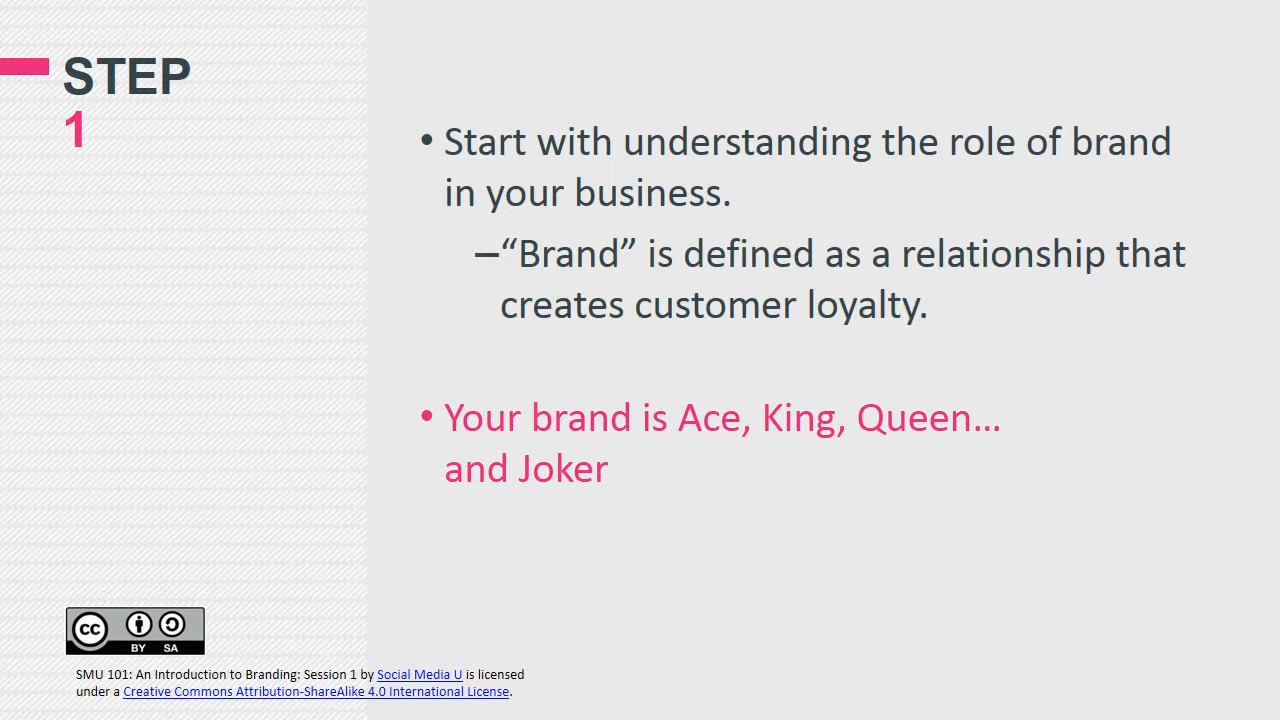 STEP
1
• Start with understanding the role of brand
in your business.
–“Brand” is defined as a relationship that
creates customer loyalty.
• Your brand is Ace, King, Queen…
and Joker
cc
BY SA
SMU 101: An Introduction to Branding: Session 1 by Social Media U is licensed
under a Creative Commons Attribution-ShareAlike 4.0 International License.